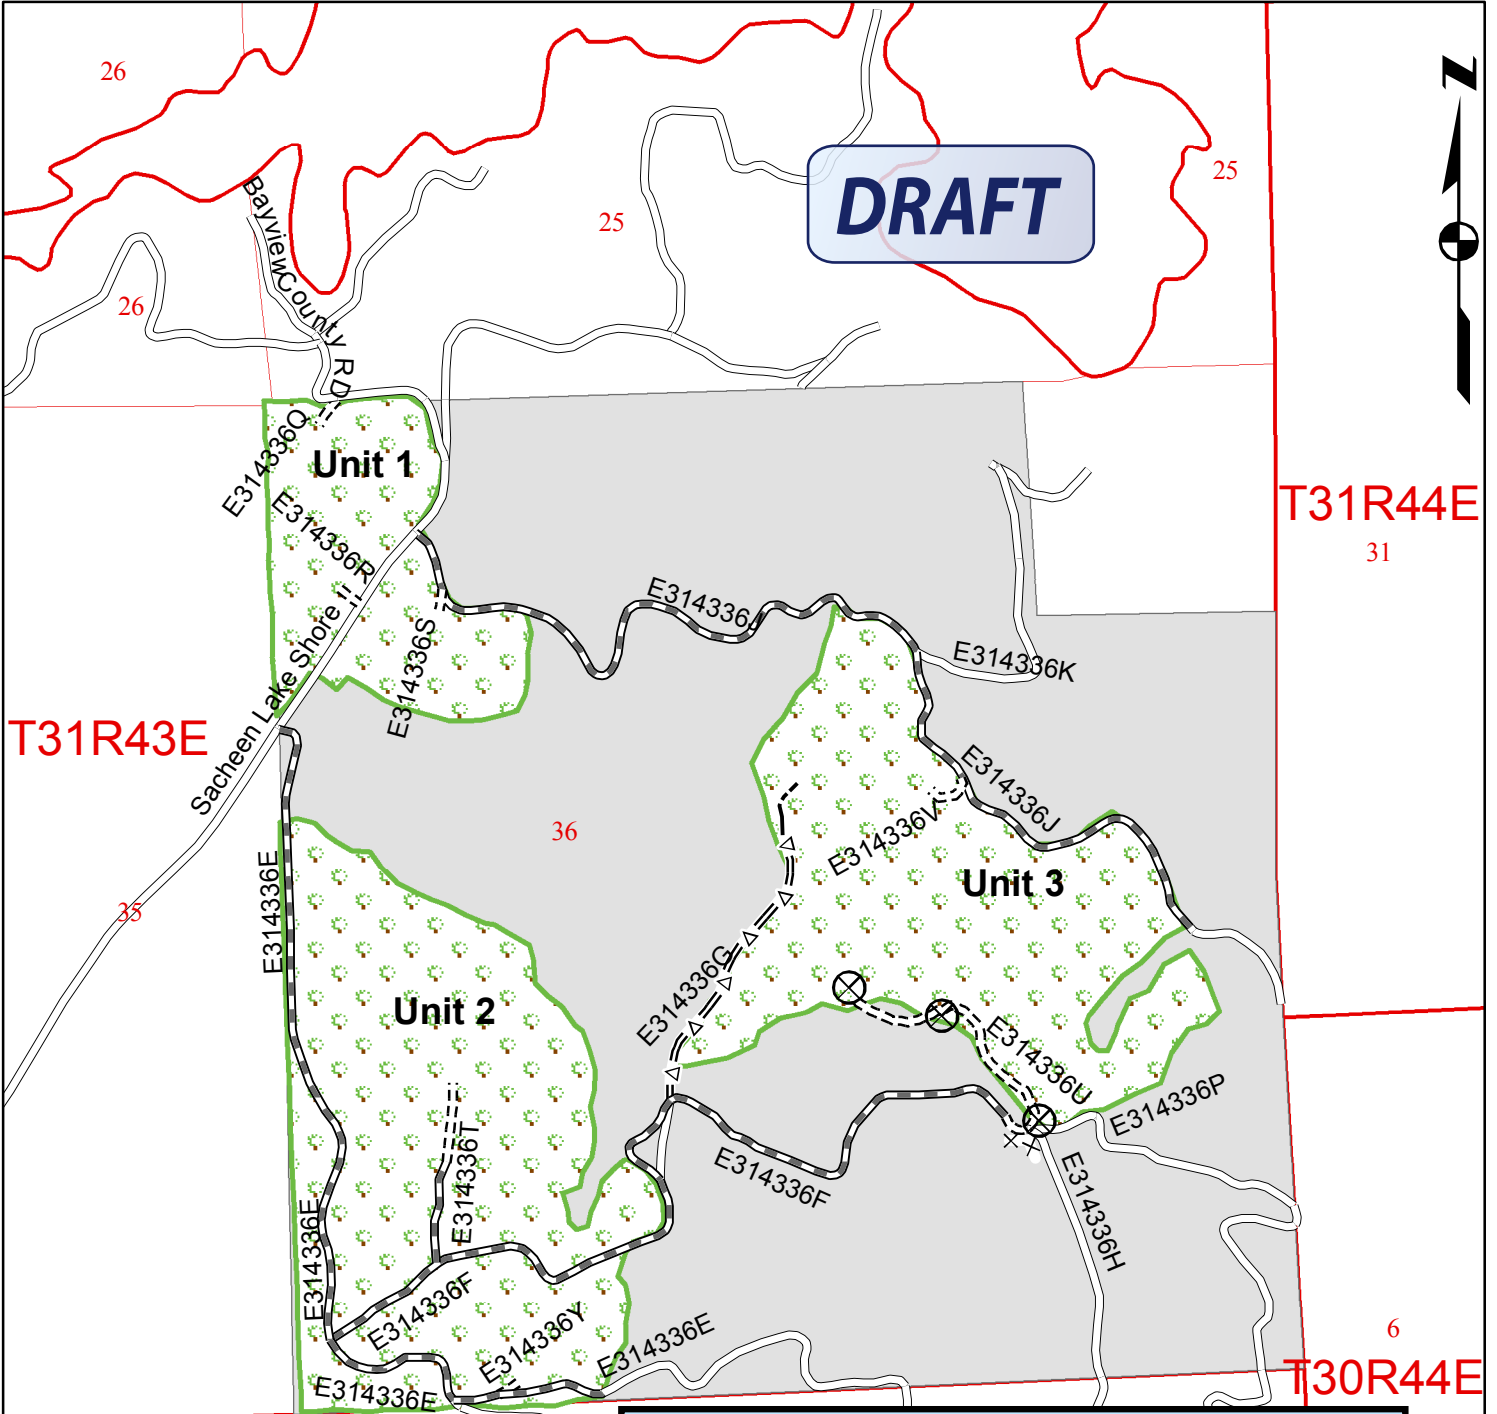 26
25
25
DRAFT
N
Bayview County RD
26
E314336Q
Unit 1
T31R44E
31
E314336R
E314336J
E314336S
E314336K
Sacheen Lake Shore
T31R43E
E314336J
E314336V
36
Unit 3
E314336E
35
E314336G
Unit 2
E314336U
E314336P
E314336T
E314336F
E314336H
E314336E
E314336F
E314336Y
E314336E
6
T30R44E
E314336E